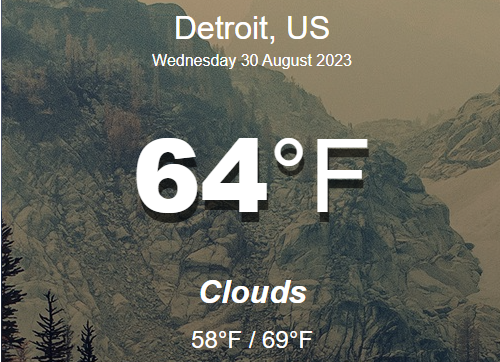 Detroit, US
Wednesday 30 August 2023
64°F
Clouds
58°F / 69°F